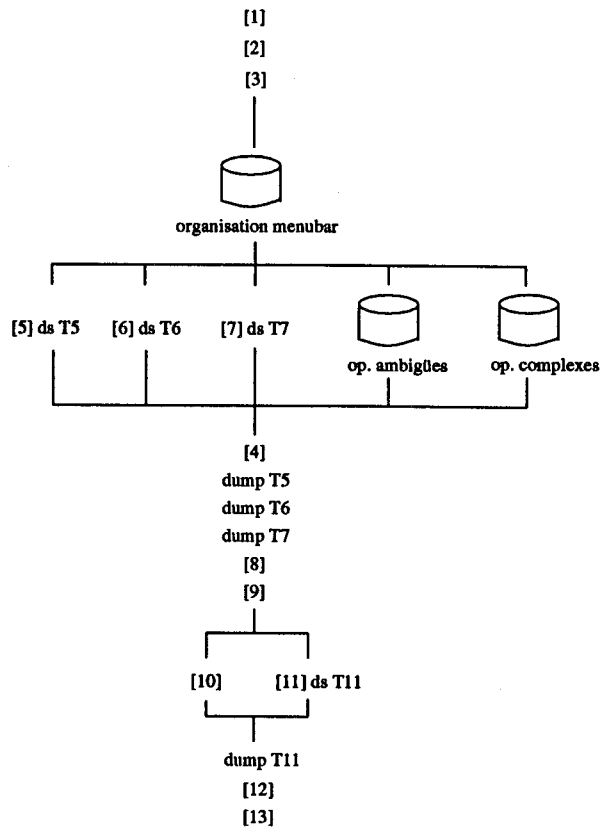 [1]
[2]
[3]
organisation menubar
[5] ds T5
[6] ds T6
[7] ds T7
op. ambigües
op. complexes
[4]
dump T5
dump T6
dump T7
[8]
[9]
[10]
[11] ds T11
dump T11
[12]
[13]